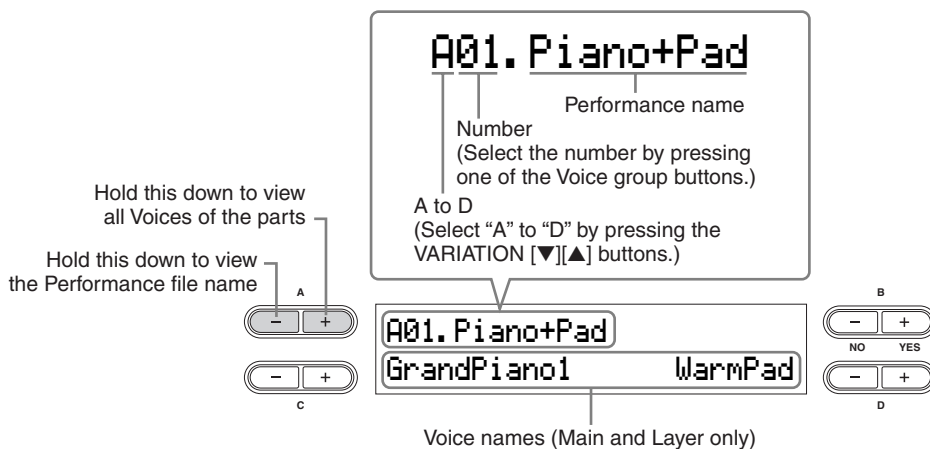 A01.Piano+Pad
Performance name
Number
(Select the number by pressing
one of the Voice group buttons.)
A to D
(Select “A” to “D” by pressing the
VARIATION [▼][▲] buttons.)
Hold this down to view
all Voices of the parts
Hold this down to view
the Performance file name
A
− +
C
− +
A01.Piano+Pad
GrandPiano1 WarmPad
B
− +
NO YES
− +
D
Voice names (Main and Layer only)